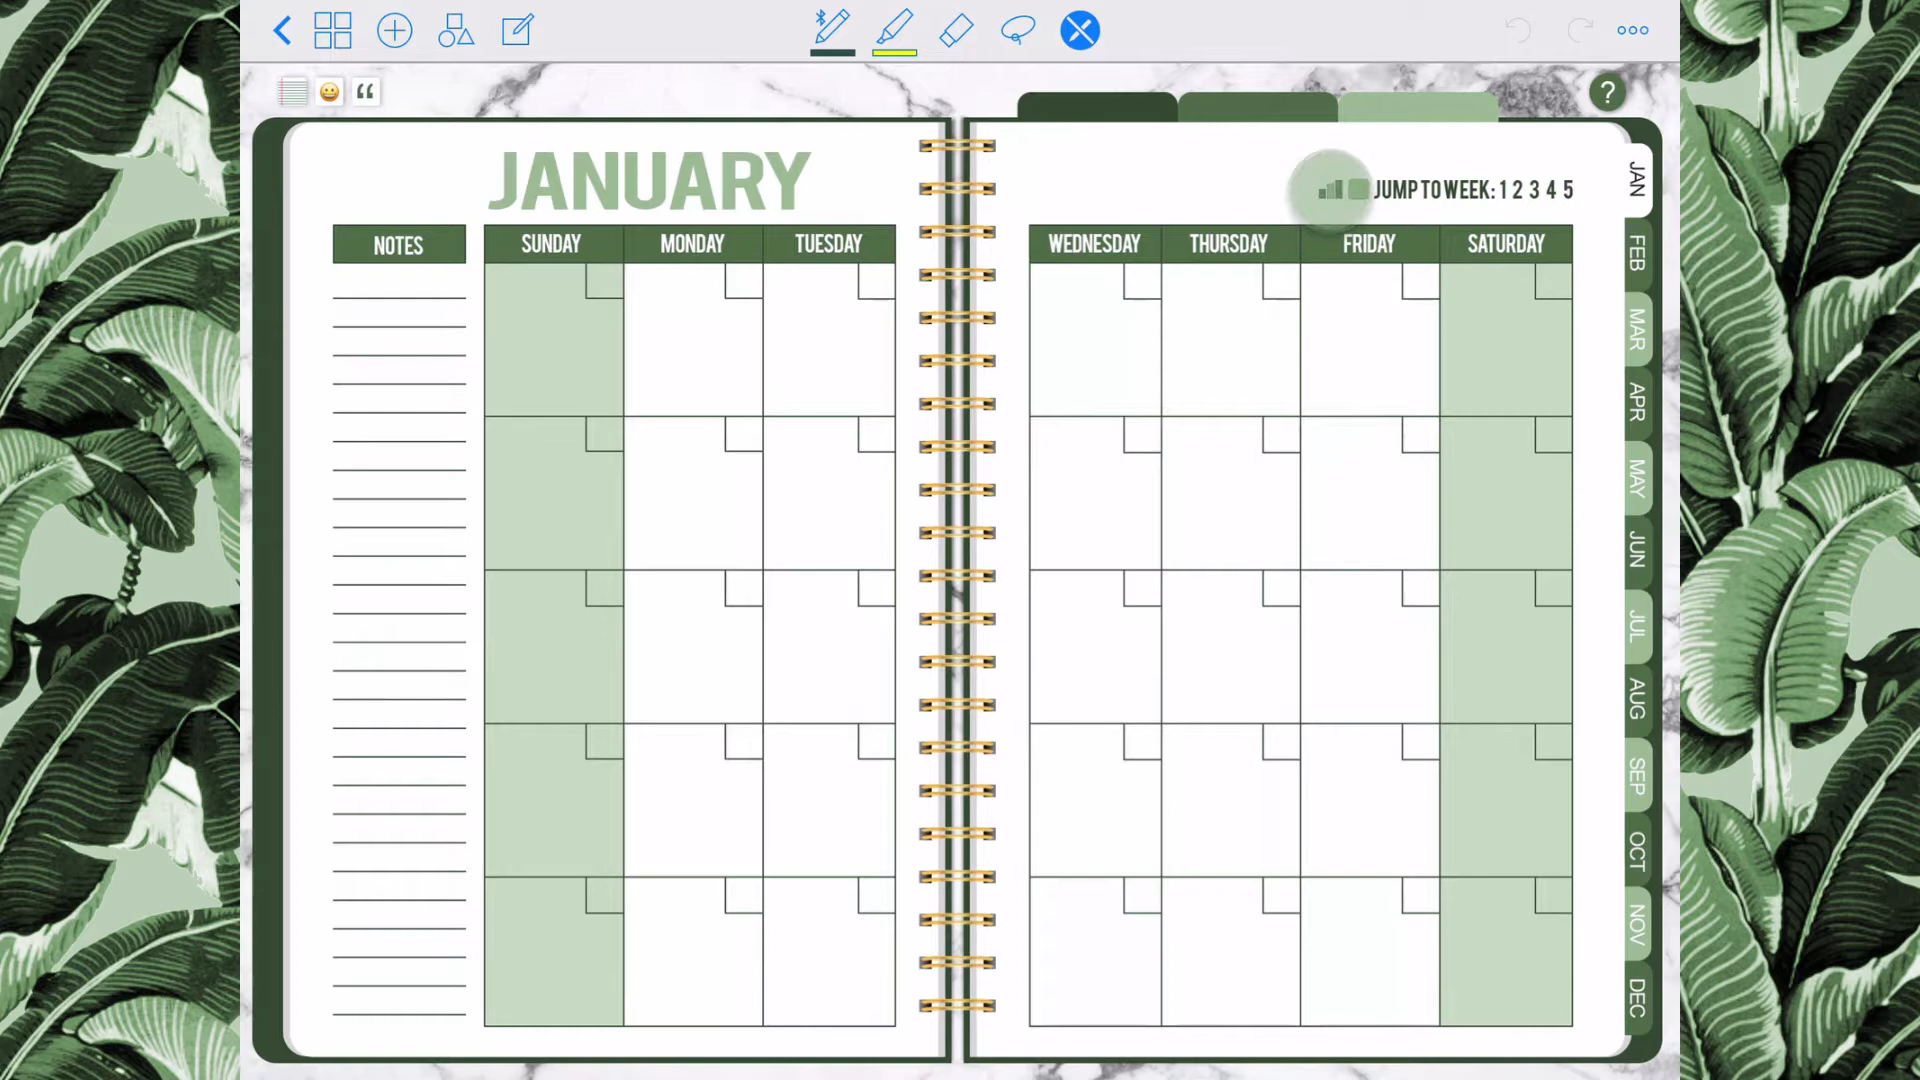 “
?
JANUARY
JUMP TO WEEK: 1 2 3 4 5
NOTES
SUNDAY MONDAY TUESDAY WEDNESDAY THURSDAY FRIDAY SATURDAY
JAN
FEB
MAR
APR
MAY
JUN
JUL
AUG
SEP
OCT
NOV
DEC